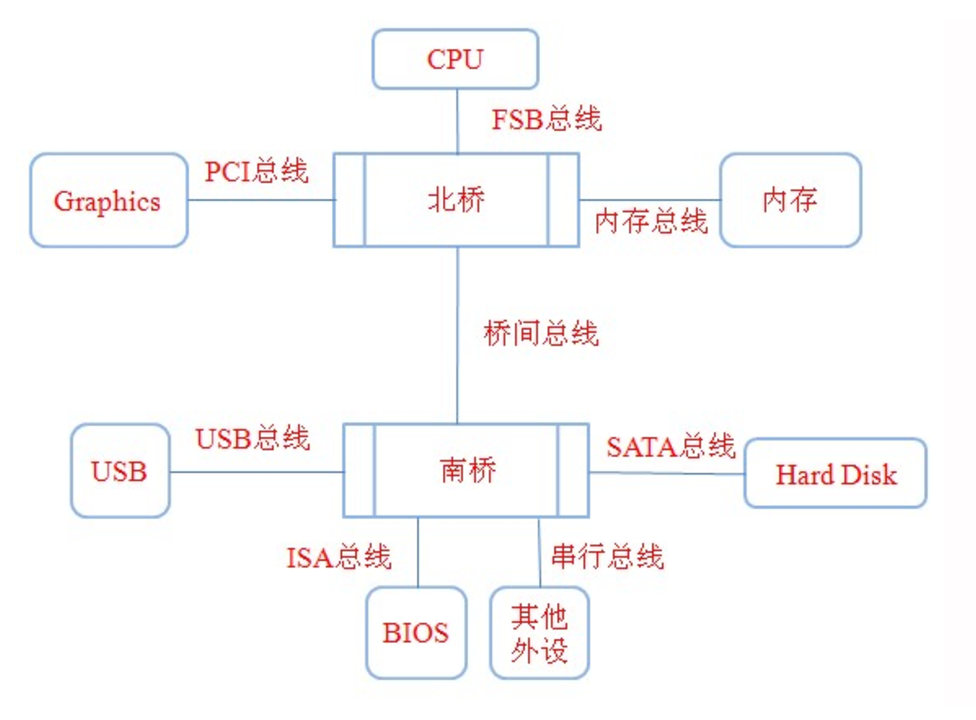 CPU
FSB总线
PCI总线
Graphics
北桥
内存
内存总线
桥间总线
USB总线
SATA总线
USB
南桥
Hard Disk
ISA总线
串行总线
BIOS
其他
外设